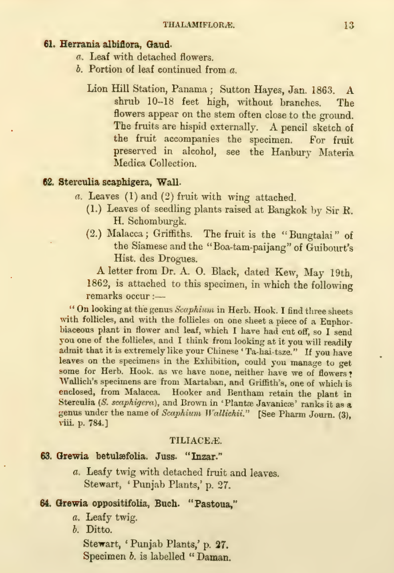 THALAMIFLORÆ. 13
61. Herrania albiflora, Gaud.
a. Leaf with detached flowers.
b. Portion of leaf continued from a.
Lion Hill Station, Panama ; Sutton Hayes, Jan. 1863. A
shrub 10–18 feet high, without branches. The
flowers appear on the stem often close to the ground.
The fruits are hispid externally. A pencil sketch of
the fruit accompanies the specimen. For fruit
preserved in alcohol, see the Hanbury Materia
Medica Collection.
62. Sterculia scaphigera, Wall.
a. Leaves (1) and (2) fruit with wing attached.
(1.) Leaves of seedling plants raised at Bangkok by Sir R.
H. Schomburgk.
(2.) Malacca ; Griffiths. The fruit is the "Bungtalai" of
the Siamese and the "Boa-tam-paijang" of Guibourt's
Hist. des Drogues.
A letter from Dr. A. O. Black, dated Kew, May 19th,
1862, is attached to this specimen, in which the following
remarks occur :—
"On looking at the genus Scaphium in Herb. Hook. I find three sheets
with follicles, and with the follicles on one sheet a piece of a Euphor-
biaceous plant in flower and leaf, which I have had cut off, so I send
you one of the follicles, and I think from looking at it you will readily
admit that it is extremely like your Chinese 'Ta-hai-tsze.' If you have
leaves on the specimens in the Exhibition, could you manage to get
some for Herb. Hook. as we have none, neither have we of flowers?
Wallich's specimens are from Martaban, and Griffith's, one of which is
enclosed, from Malacca. Hooker and Bentham retain the plant in
Sterculia (S. scaphigera), and Brown in 'Plantæ Javanicæ' ranks it as a
genus under the name of Scaphium Wallichii." [See Pharm Journ. (3),
viii. p. 784.]
TILIACEÆ.
63. Grewia betulæfolia. Juss. "Inzar."
a. Leafy twig with detached fruit and leaves.
Stewart, 'Punjab Plants,' p. 27.
64. Grewia oppositifolia, Buch. "Pastoua,"
a. Leafy twig.
b. Ditto.
Stewart, 'Punjab Plants,' p. 27.
Specimen b. is labelled "Daman.